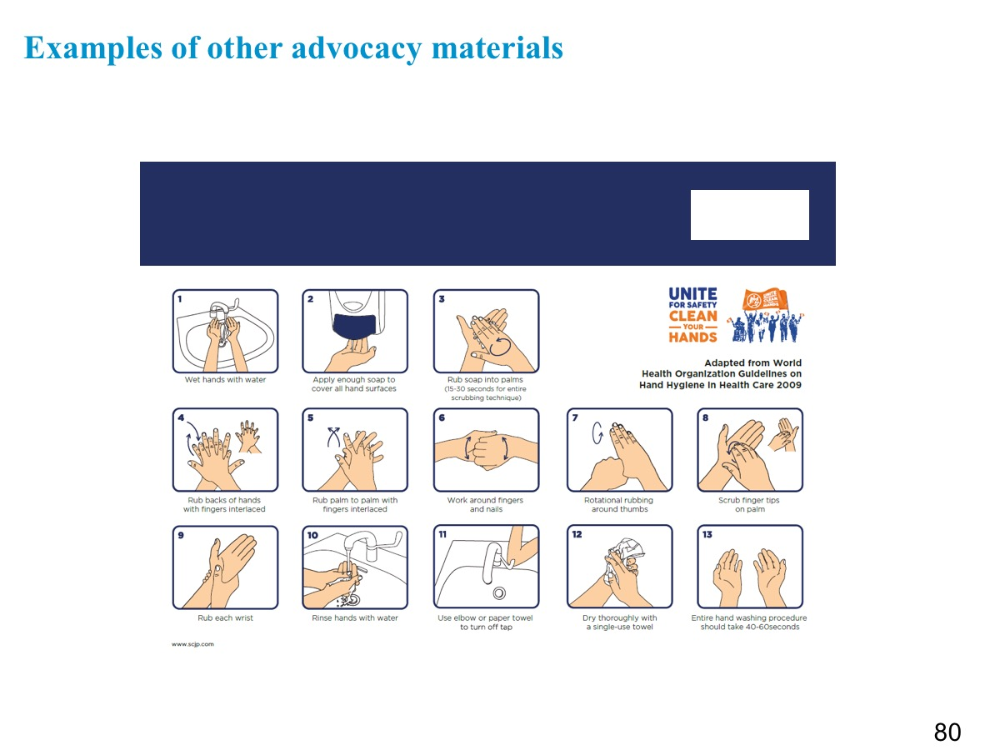 Examples of other advocacy materials
UNITE
FOR SAFETY
CLEAN
YOUR
HANDS
UNITE
CLEAN
HANDS
Adapted from World
Health Organization Guidelines on
Hand Hygiene in Health Care 2009
1
Wet hands with water
2
Apply enough soap to
cover all hand surfaces
3
Rub soap into palms
(15-30 seconds for entire
scrubbing technique)
4
Rub backs of hands
with fingers interlaced
5
Rub palm to palm with
fingers interlaced
6
Work around fingers
and nails
7
Rotational rubbing
around thumbs
8
Scrub finger tips
on palm
9
Rub each wrist
10
Rinse hands with water
11
Use elbow or paper towel
to turn off tap
12
Dry thoroughly with
a single-use towel
13
Entire hand washing procedure
should take 40-60seconds
www.scjp.com
80